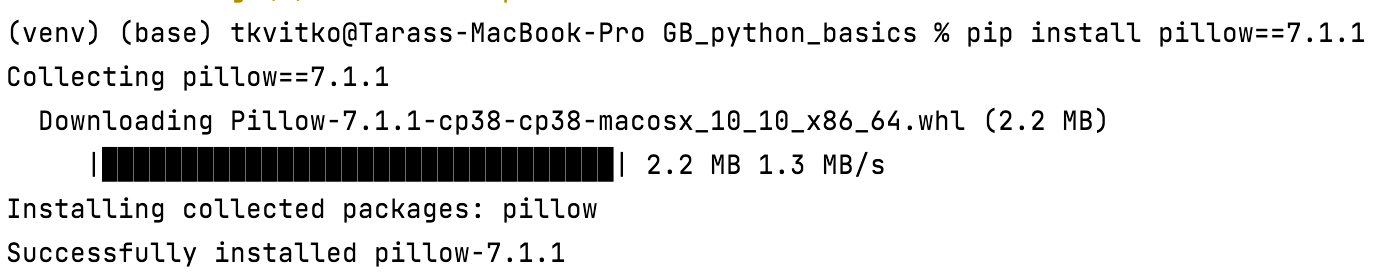 (venv) (base) tkvitko@Tarass-MacBook-Pro GB_python_basics % pip install pillow==7.1.1
Collecting pillow==7.1.1
  Downloading Pillow-7.1.1-cp38-cp38-macosx_10_10_x86_64.whl (2.2 MB)
     |████████████████████████████████| 2.2 MB 1.3 MB/s
Installing collected packages: pillow
Successfully installed pillow-7.1.1